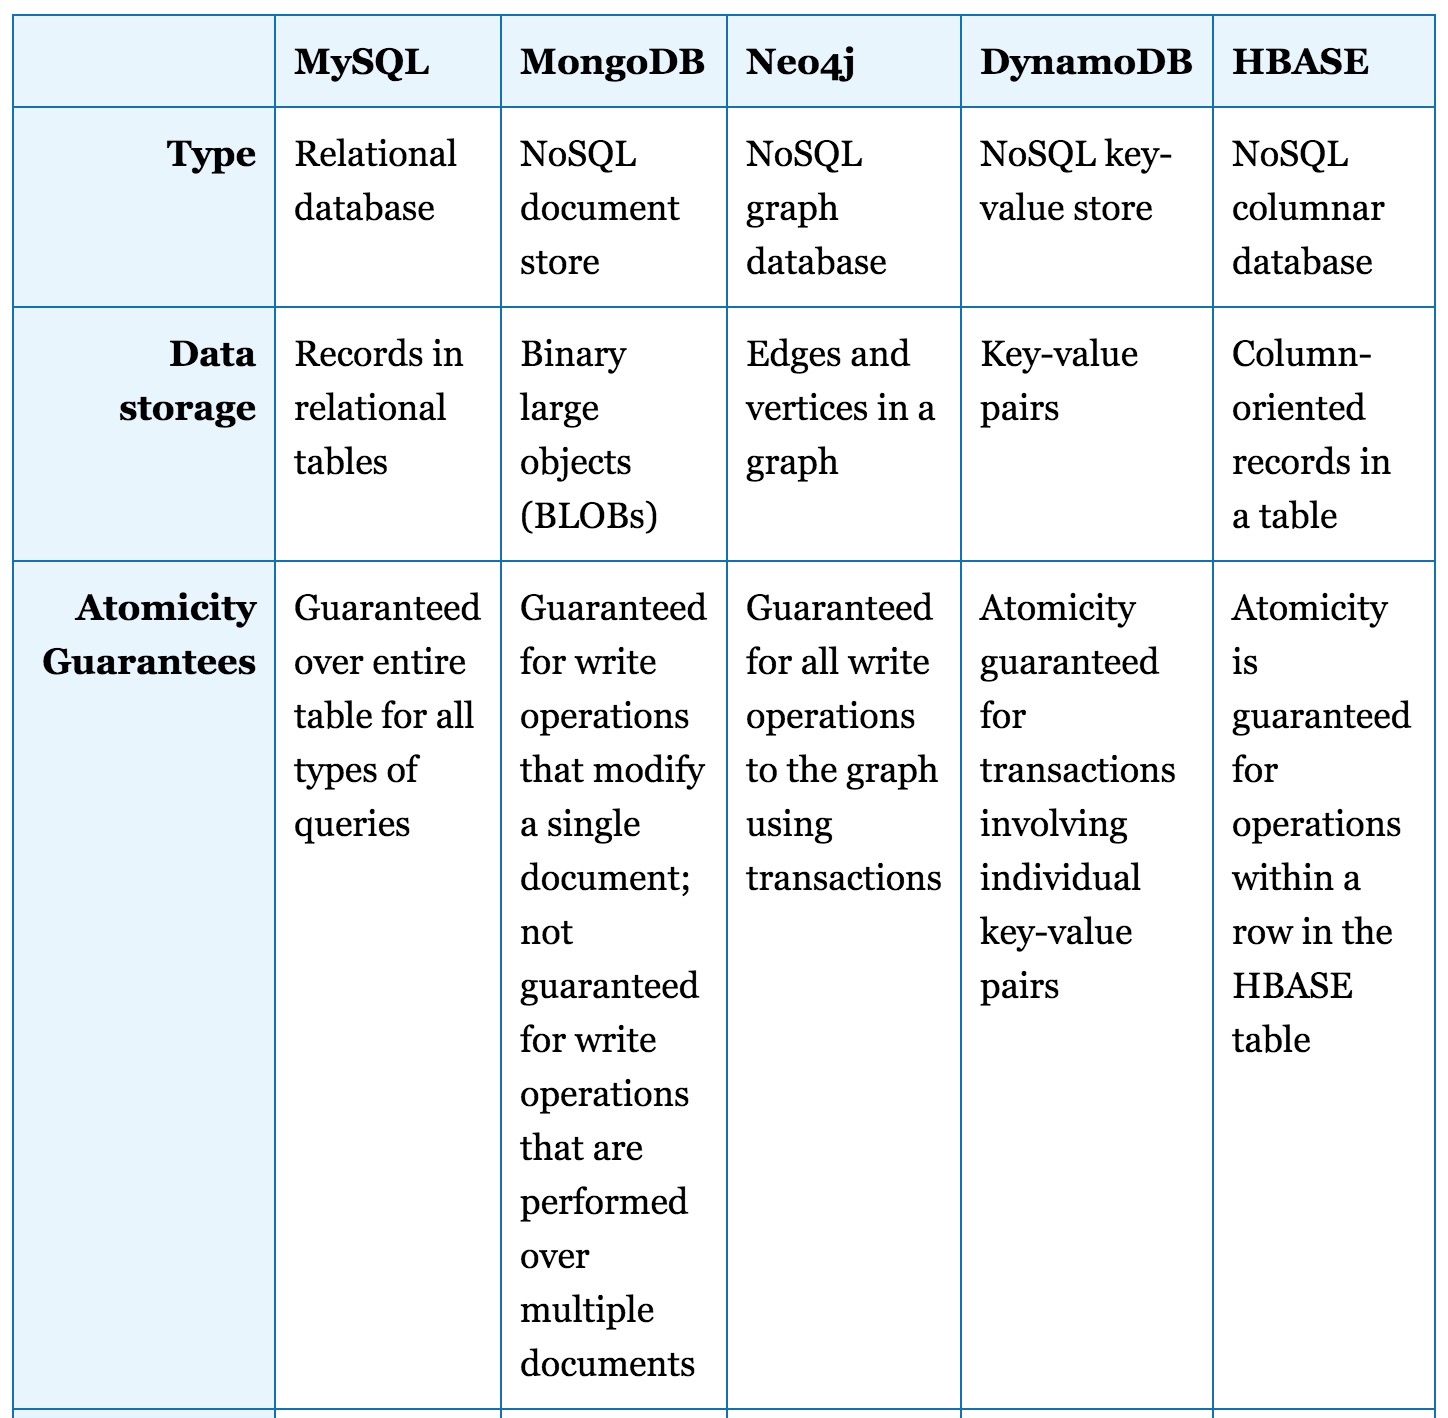 MySQL
MongoDB
Neo4j
DynamoDB
HBASE
Type
Relational
database
NoSQL
document
store
NoSQL
graph
database
NoSQL key-
value store
NoSQL
columnar
database
Data
storage
Records in
relational
tables
Binary
large
objects
(BLOBs)
Edges and
vertices in a
graph
Key-value
pairs
Column-
oriented
records in
a table
Atomicity
Guarantees
Guaranteed
over entire
table for all
types of
queries
Guaranteed
for write
operations
that modify
a single
document;
not
guaranteed
for write
operations
that are
performed
over
multiple
documents
Guaranteed
for all write
operations
to the graph
using
transactions
Atomicity
guaranteed
for
transactions
involving
individual
key-value
pairs
Atomicity
is
guaranteed
for
operations
within a
row in the
HBASE
table